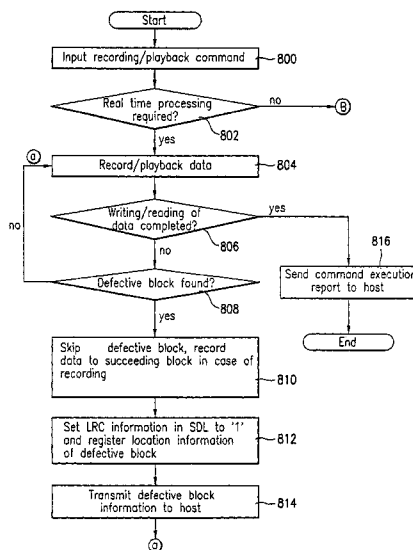 Start
Input recording/playback command
800
Real time processing
required?
802
no
B
yes
a
Record/playback data
804
Writing/reading of
data completed?
806
yes
no
no
816
Send command execution
report to host
End
Defective block found?
808
yes
Skip defective block, record
data to succeeding block in case of
recording
810
Set LRC information in SDL to '1'
and register location information
of defective block
812
Transmit defective block
information to host
814
a